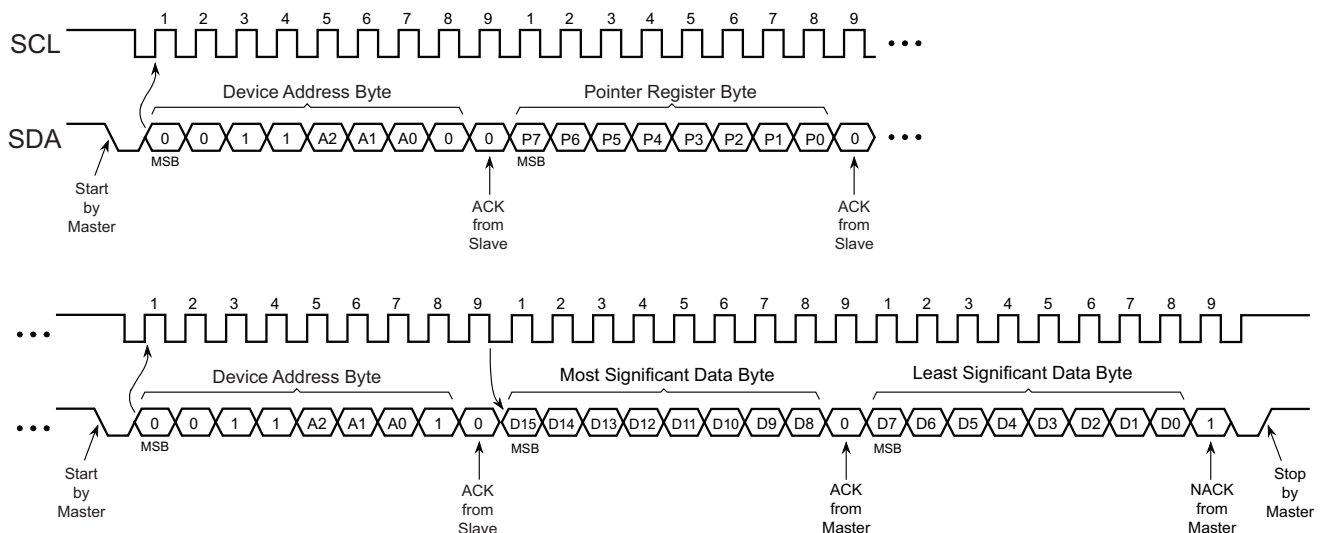 1 2 3 4 5 6 7 8 9 1 2 3 4 5 6 7 8 9
SCL
Device Address Byte Pointer Register Byte
SDA 0 0 1 1 A2 A1 A0 0 0 P7 P6 P5 P4 P3 P2 P1 P0 0
MSB MSB
Start
by
Master
ACK
from
Slave
ACK
from
Slave
1 2 3 4 5 6 7 8 9 1 2 3 4 5 6 7 8 9 1 2 3 4 5 6 7 8 9
Device Address Byte Most Significant Data Byte Least Significant Data Byte
0 0 1 1 A2 A1 A0 1 0 D15 D14 D13 D12 D11 D10 D9 D8 0 D7 D6 D5 D4 D3 D2 D1 D0 1
MSB MSB MSB
Start
by
Master
ACK
from
Slave
ACK
from
Master
NACK
from
Master
Stop
by
Master